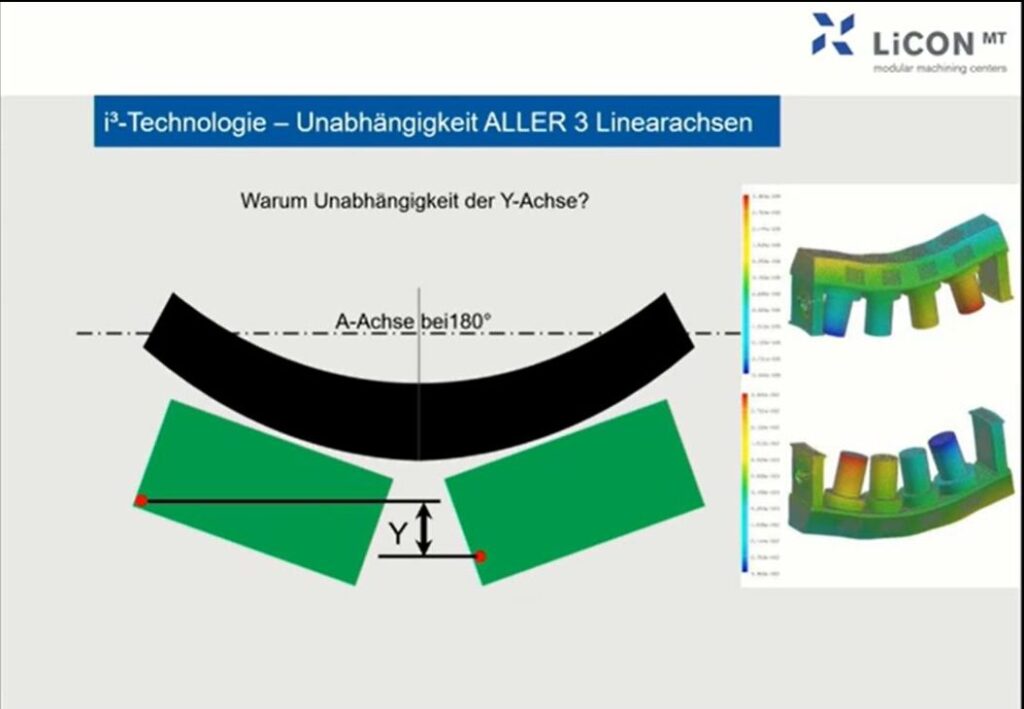 LiCON MT
modular machining centers
i³-Technologie – Unabhängigkeit ALLER 3 Linearachsen
Warum Unabhängigkeit der Y-Achse?
A-Achse bei180°
Y